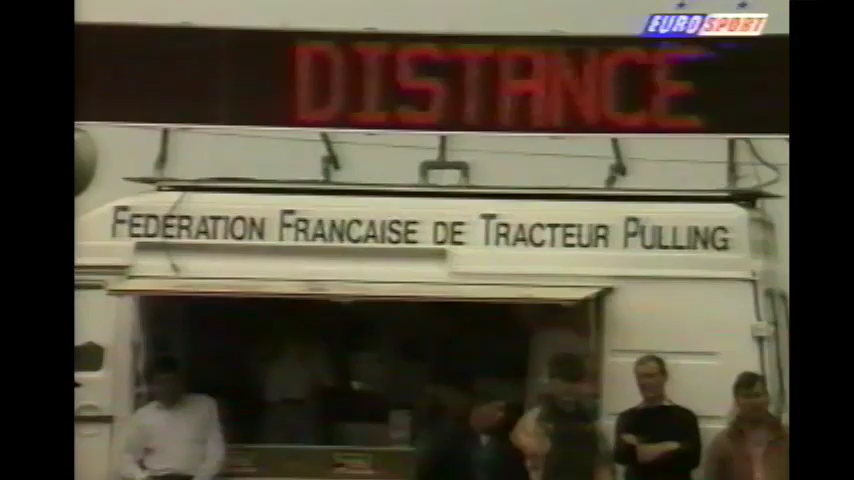 EUROSPORT
DISTANCE
FEDERATION FRANCAISE DE TRACTEUR PULLING